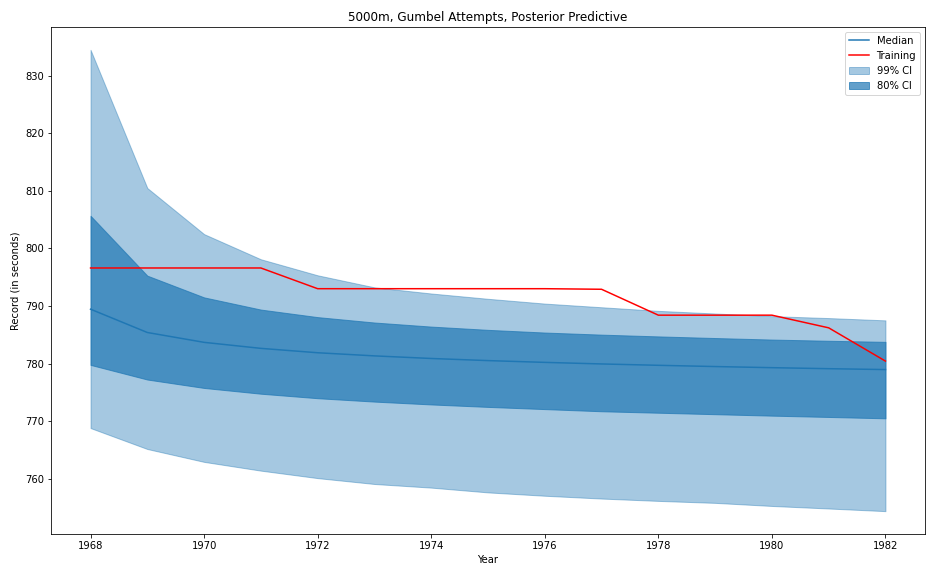 5000m, Gumbel Attempts, Posterior Predictive
Median
Training
99% CI
80% CI
830
820
810
800
790
780
770
760
Record (in seconds)
1968
1970
1972
1974
1976
1978
1980
1982
Year